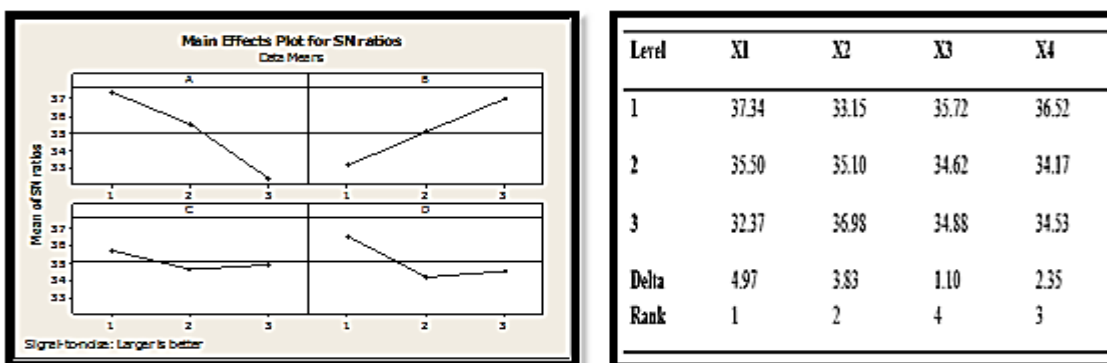 Main Effects Plot for SN ratios
Data Means
A B
37
36
35
34
33
1 2 3 1 2 3
C D
37
36
35
34
33
1 2 3 1 2 3
Mean of SN ratios
Signal-to-noise: Larger is better
Level X1 X2 X3 X4
1 37.34 33.15 35.72 36.52
2 35.50 35.10 34.62 34.17
3 32.37 36.98 34.88 34.53
Delta 4.97 3.83 1.10 2.35
Rank 1 2 4 3